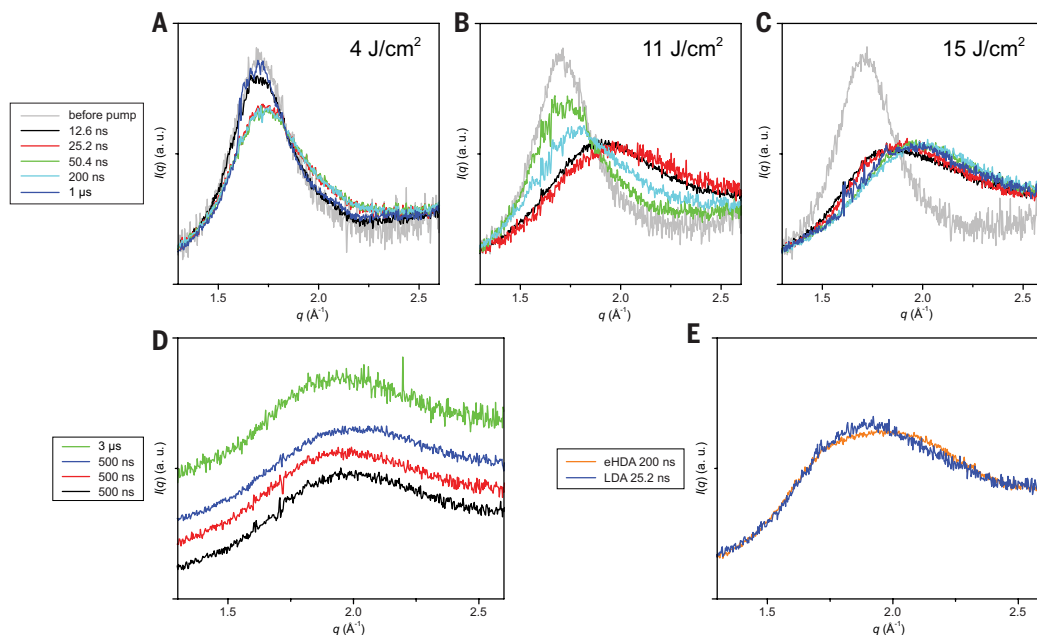 A
4 J/cm²
B
11 J/cm²
C
15 J/cm²
before pump
12.6 ns
25.2 ns
50.4 ns
200 ns
1 µs
I(q) (a. u.)
I(q) (a. u.)
I(q) (a. u.)
1.5 2.0 2.5
1.5 2.0 2.5
1.5 2.0 2.5
q (Å⁻¹)
q (Å⁻¹)
q (Å⁻¹)
D
E
3 µs
500 ns
500 ns
500 ns
I(q) (a. u.)
eHDA 200 ns
LDA 25.2 ns
I(q) (a. u.)
1.5 2.0 2.5
1.5 2.0 2.5
q (Å⁻¹)
q (Å⁻¹)